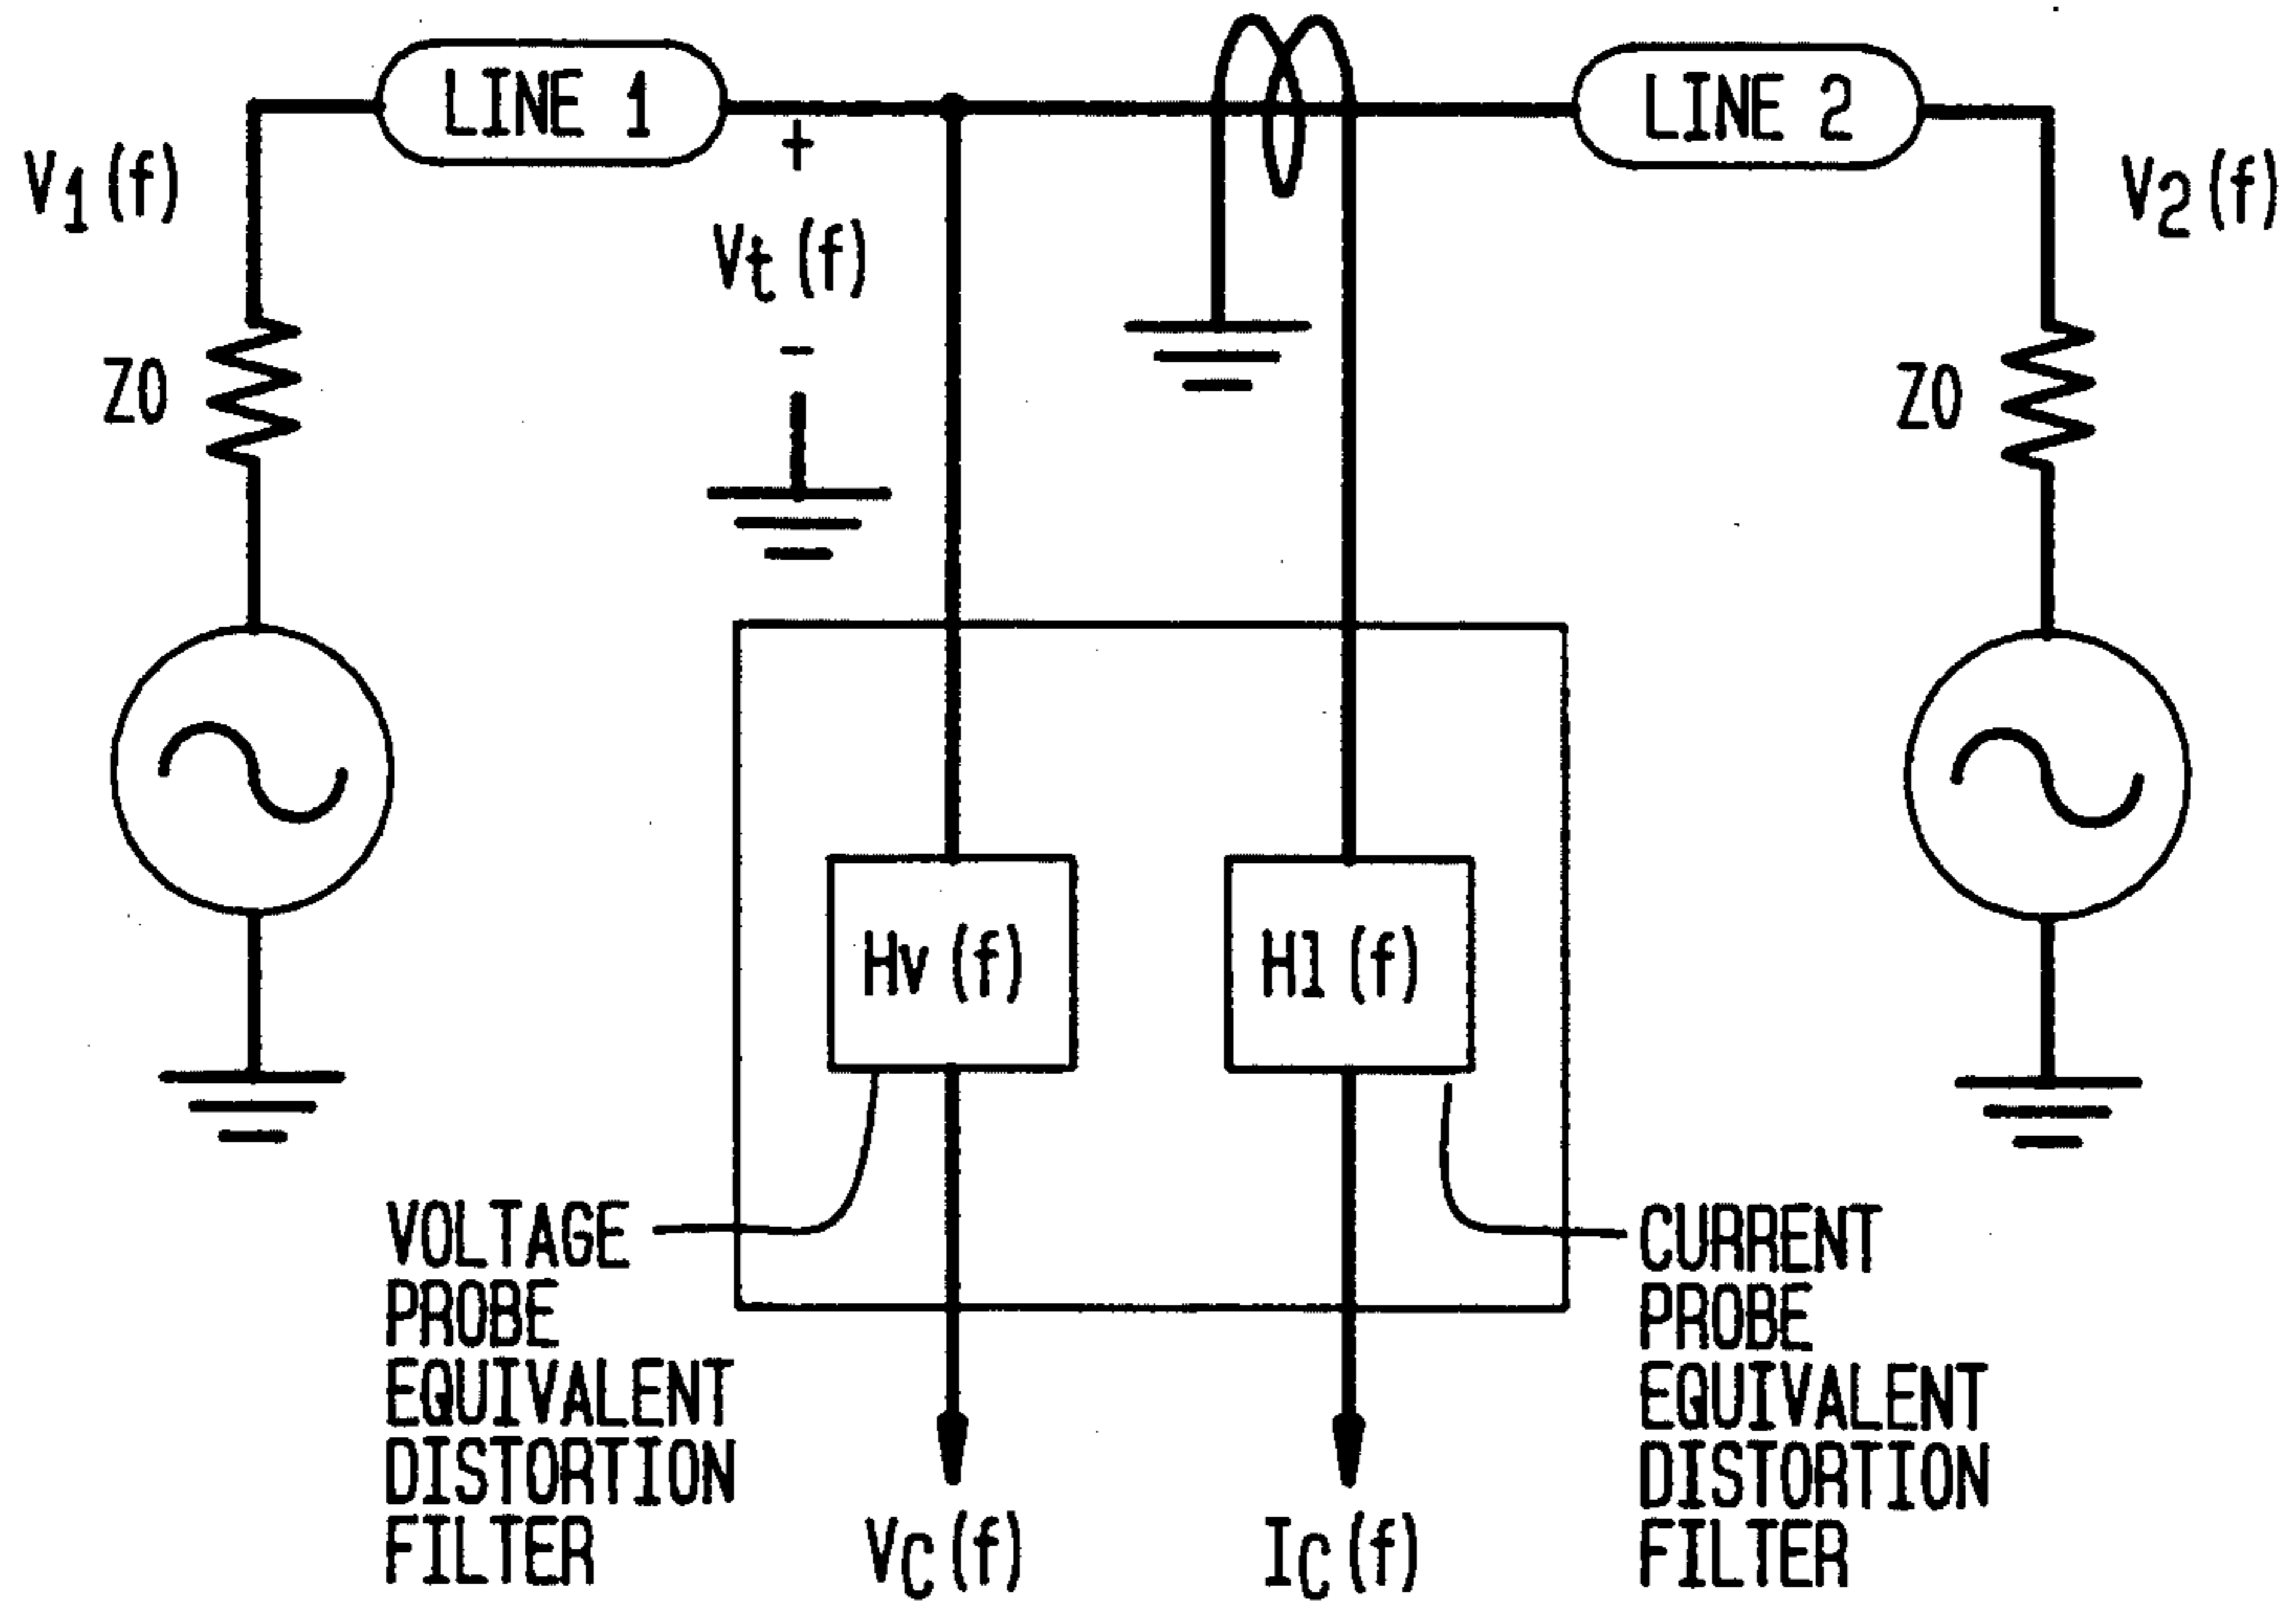 LINE 1
LINE 2
V1(f)
+
Vt(f)
-
V2(f)
Z0
Z0
Hv(f)
H1(f)
VOLTAGE
PROBE
EQUIVALENT
DISTORTION
FILTER
CURRENT
PROBE
EQUIVALENT
DISTORTION
FILTER
VC(f)
IC(f)